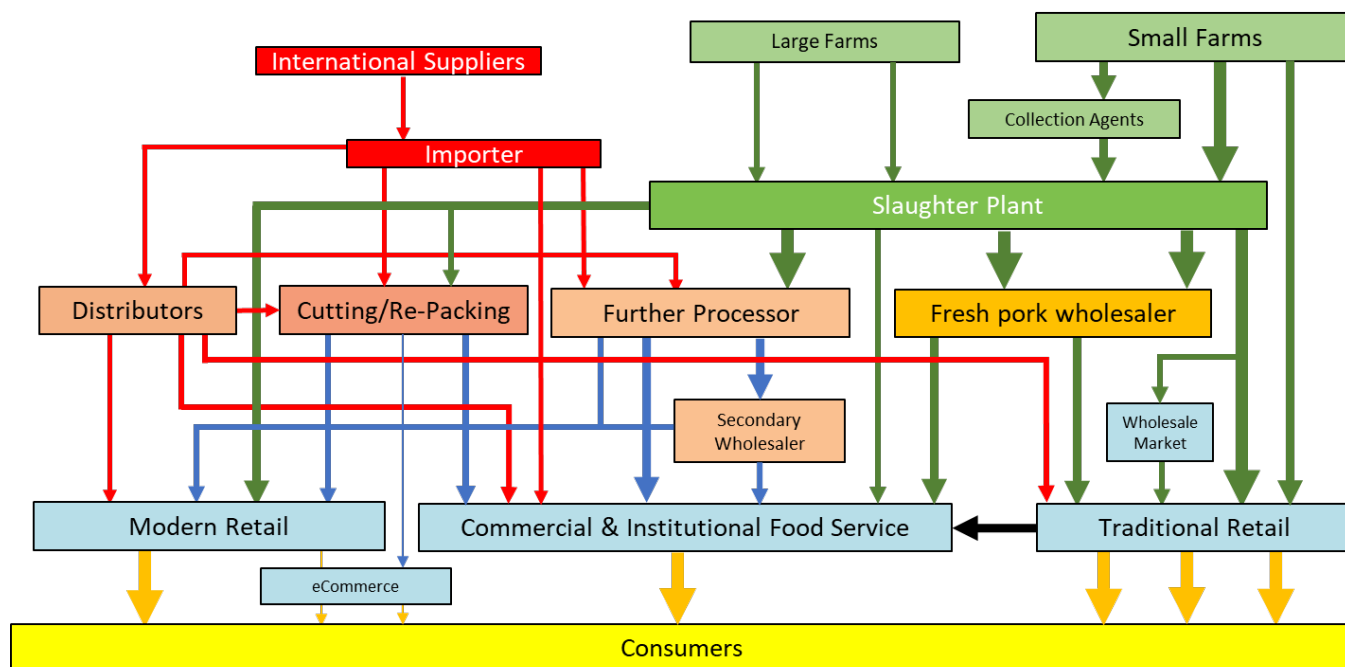 Large Farms
Small Farms
International Suppliers
Collection Agents
Importer
Slaughter Plant
Distributors
Cutting/Re-Packing
Further Processor
Fresh pork wholesaler
Secondary
Wholesaler
Wholesale
Market
Modern Retail
Commercial & Institutional Food Service
Traditional Retail
eCommerce
Consumers